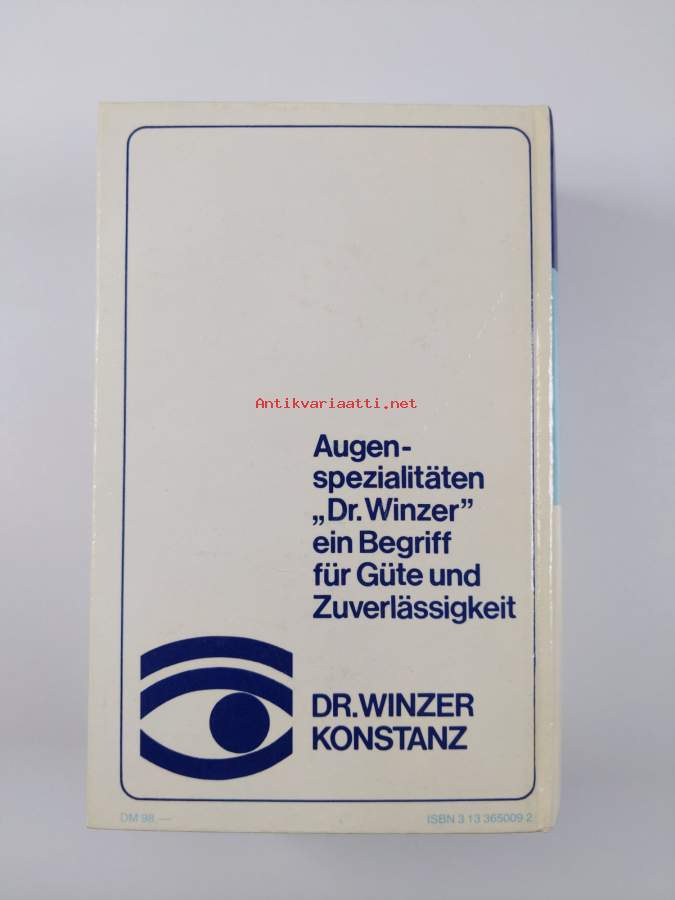 Antikvariaatti.net
Augen-
spezialitäten
„Dr. Winzer”
ein Begriff
für Güte und
Zuverlässigkeit
DR. WINZER
KONSTANZ
DM 98,—
ISBN 3 13 365009 2